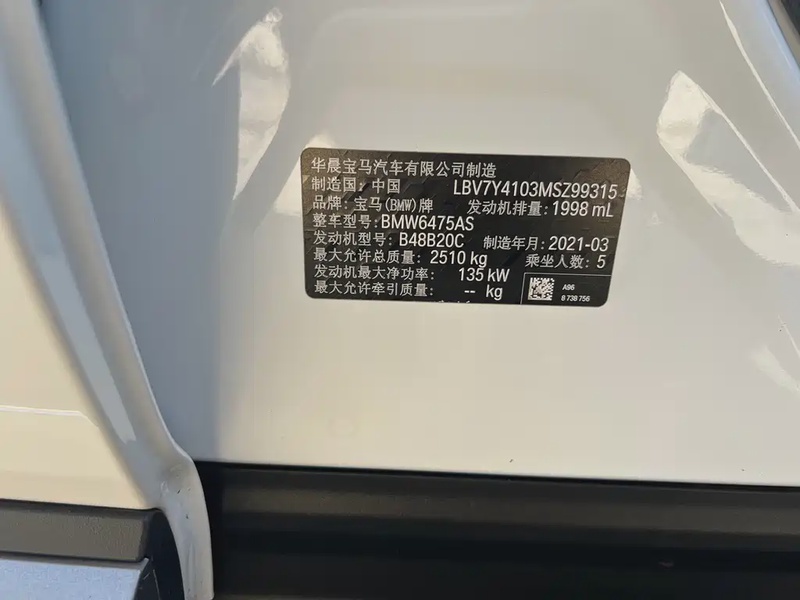 华晨宝马汽车有限公司制造
制造国: 中国 LBV7Y4103MSZ99315
品牌: 宝马(BMW)牌 发动机排量: 1998 mL
整车型号: BMW6475AS
发动机型号: B48B20C 制造年月: 2021-03
最大允许总质量: 2510 kg 乘坐人数: 5
发动机最大净功率: 135 kW
最大允许牵引质量: -- kg
A96
8 738 756